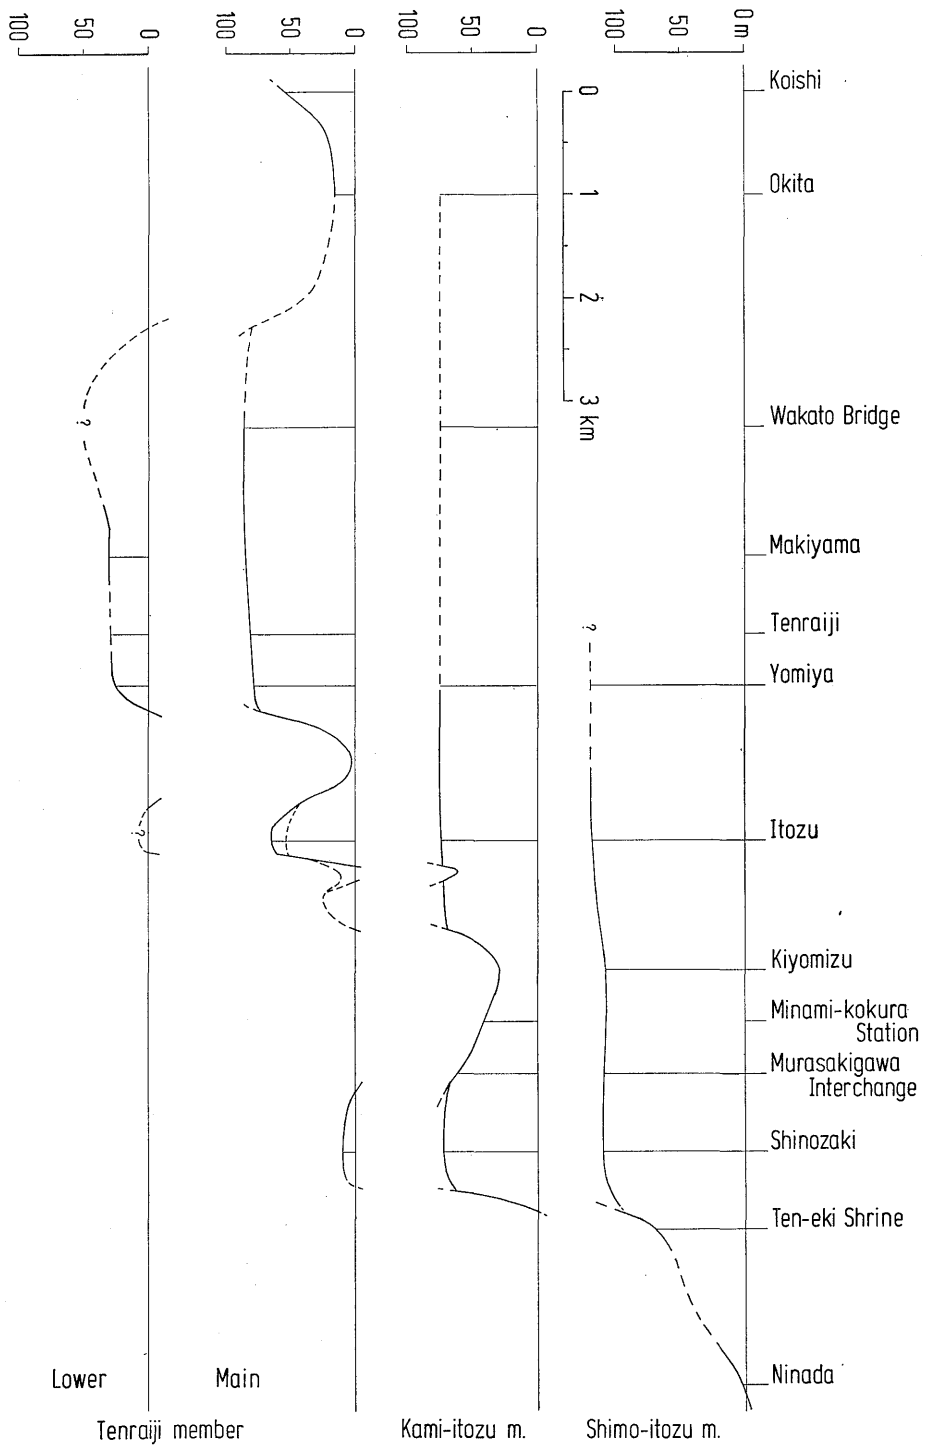 100 50 0
100 50 0
100 50 0
100 50 0 m
Koishi
Okita
Wakato Bridge
Makiyama
Tenraiji
Yomiya
Itozu
Kiyomizu
Minami-kokura
Station
Murasakigawa
Interchange
Shinozaki
Ten-eki Shrine
Ninada
0
1
2
3 km
?
?
?
Lower
Main
Tenraiji member
Kami-itozu m.
Shimo-itozu m.